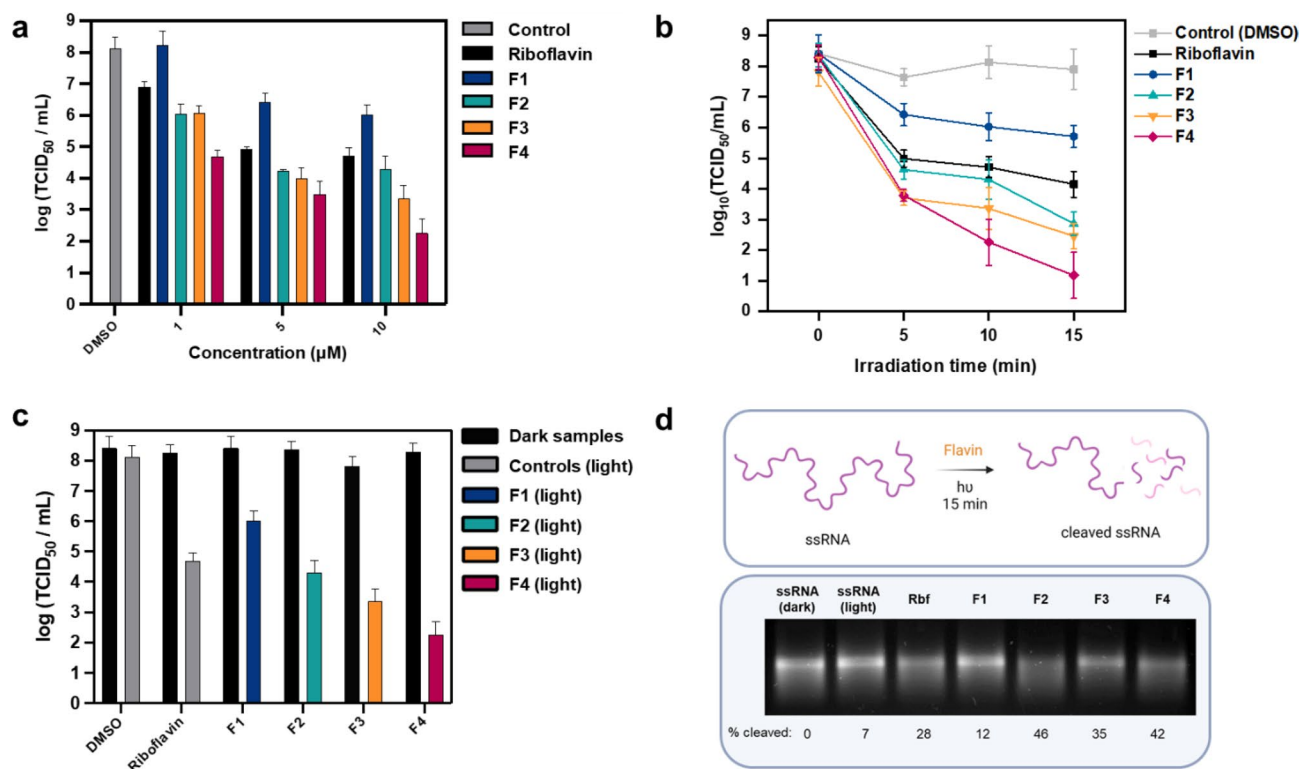 a
9
8
7
6
5
4
3
2
1
0
log (TCID₅₀ / mL)
DMSO
1
5
10
Concentration (µM)
Control
Riboflavin
F1
F2
F3
F4
b
9
8
7
6
5
4
3
2
1
0
log₁₀(TCID₅₀/mL)
0
5
10
15
Irradiation time (min)
Control (DMSO)
Riboflavin
F1
F2
F3
F4
c
9
8
7
6
5
4
3
2
1
0
log (TCID₅₀ / mL)
DMSO
Riboflavin
F1
F2
F3
F4
Dark samples
Controls (light)
F1 (light)
F2 (light)
F3 (light)
F4 (light)
d
Flavin
hυ
15 min
ssRNA
cleaved ssRNA
ssRNA (dark) ssRNA (light) Rbf F1 F2 F3 F4
% cleaved: 0 7 28 12 46 35 42